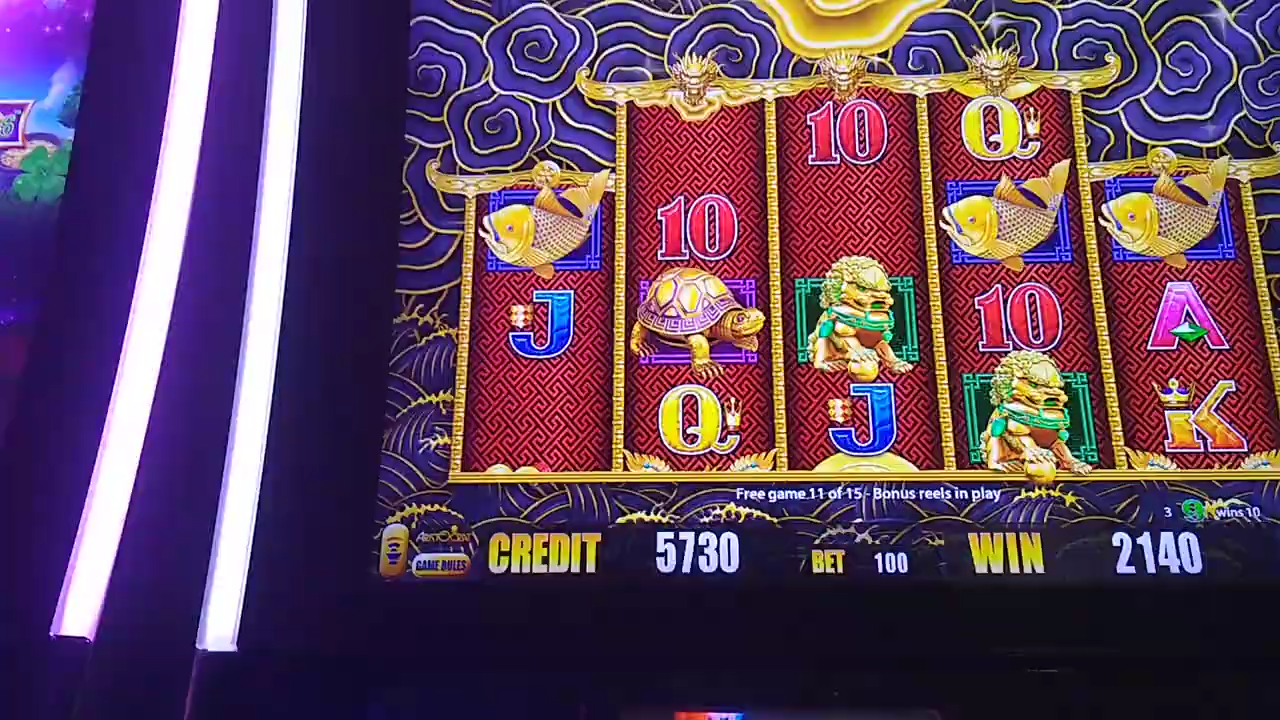 10 Q
10
J 10 A
Q J K
Free game 11 of 15 - Bonus reels in play
3 wins 10
ARISTOCRAT
GAME RULES
CREDIT 5730 BET 100 WIN 2140